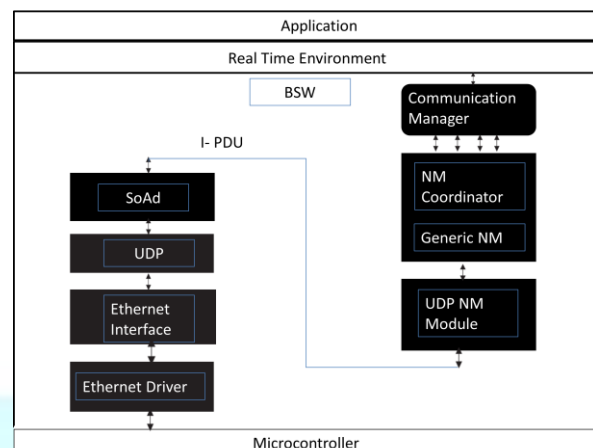 Application
Real Time Environment
BSW
Communication
Manager
I- PDU
NM
Coordinator
SoAd
Generic NM
UDP
UDP NM
Module
Ethernet
Interface
Ethernet Driver
Microcontroller